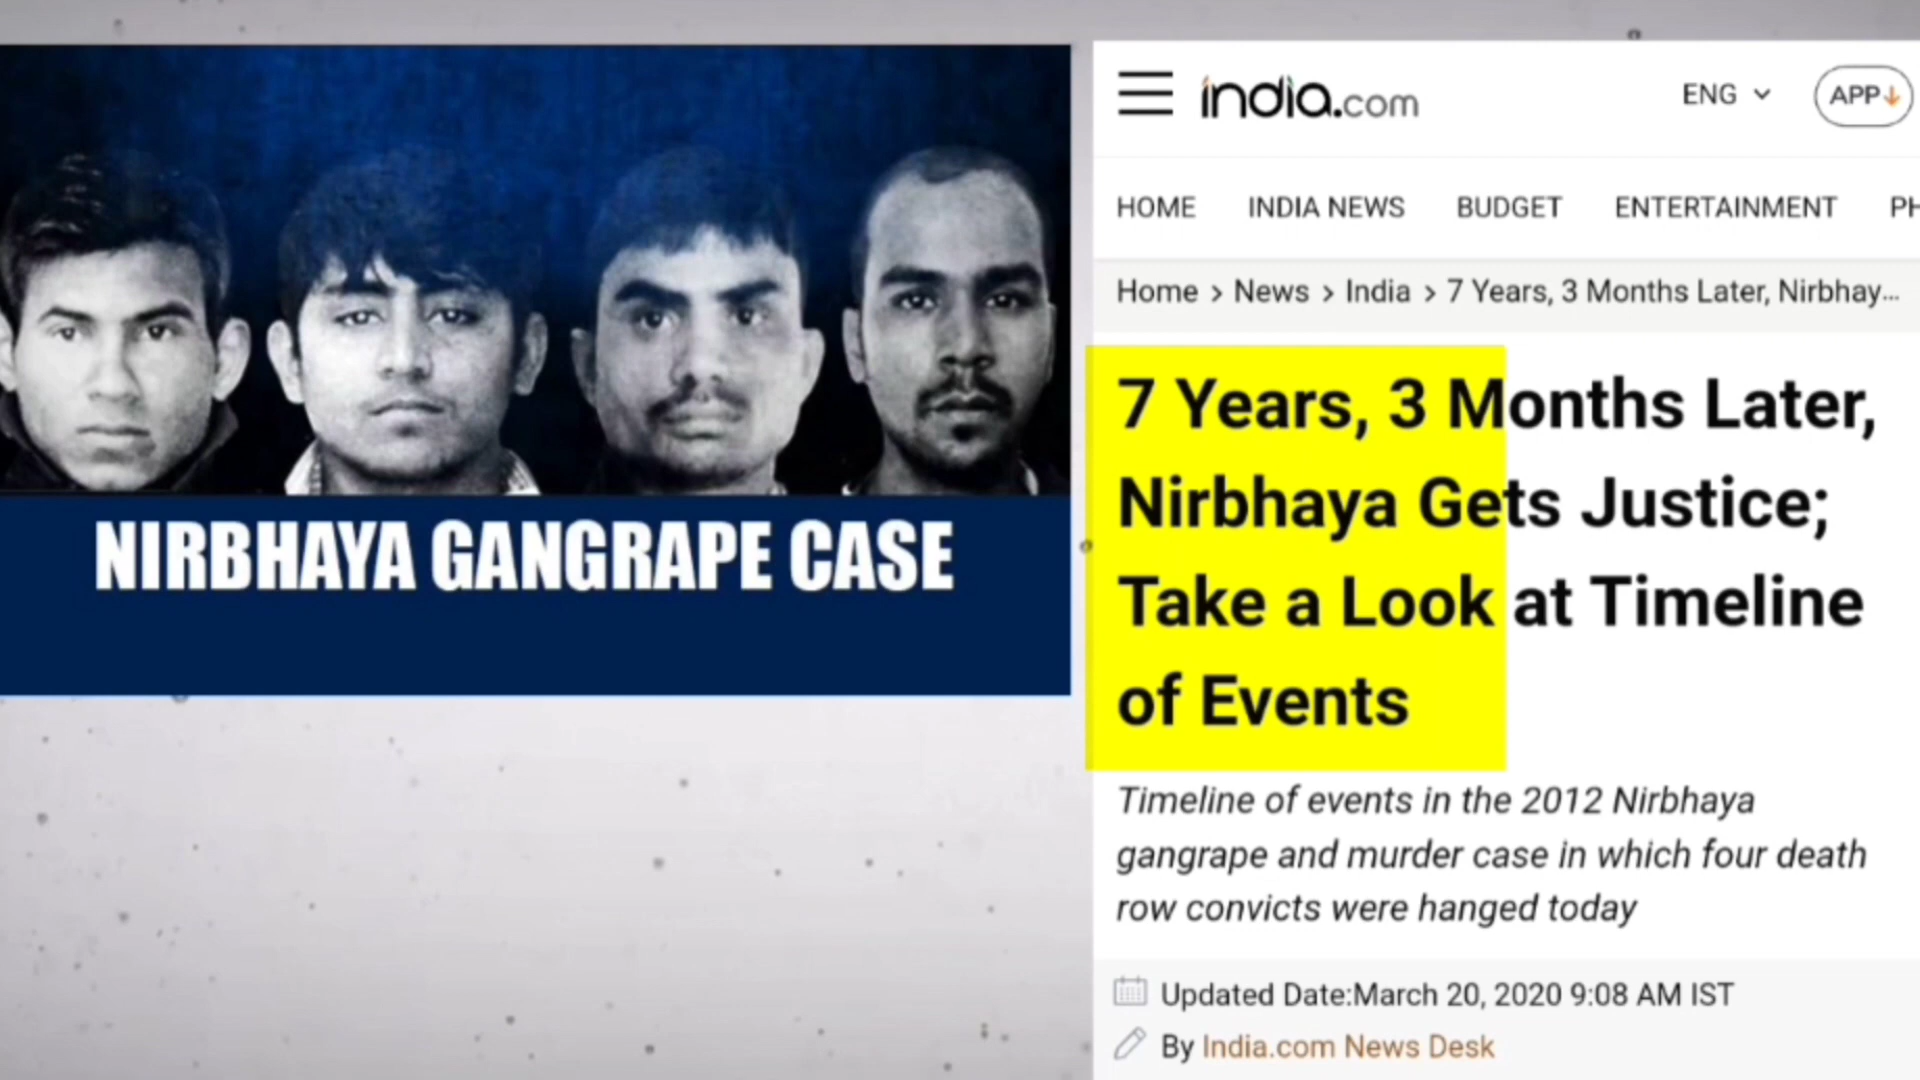 NIRBHAYA GANGRAPE CASE
india.com
ENG
APP
HOME INDIA NEWS BUDGET ENTERTAINMENT PH
Home > News > India > 7 Years, 3 Months Later, Nirbhay...
7 Years, 3 Months Later,
Nirbhaya Gets Justice;
Take a Look at Timeline
of Events
Timeline of events in the 2012 Nirbhaya
gangrape and murder case in which four death
row convicts were hanged today
Updated Date:March 20, 2020 9:08 AM IST
By India.com News Desk